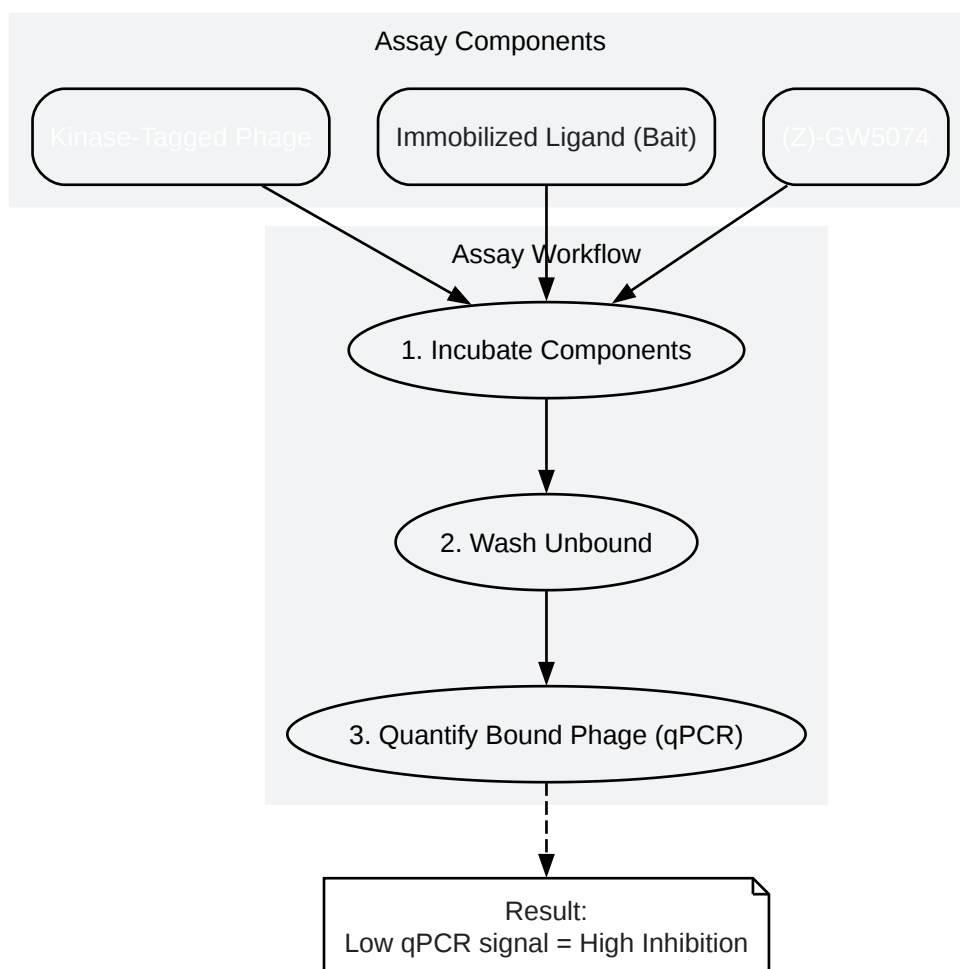 Assay Components
Kinase-Tagged Phage
Immobilized Ligand (Bait)
(Z)-GW5074
Assay Workflow
1. Incubate Components
2. Wash Unbound
3. Quantify Bound Phage (qPCR)
Result:
Low qPCR signal = High Inhibition